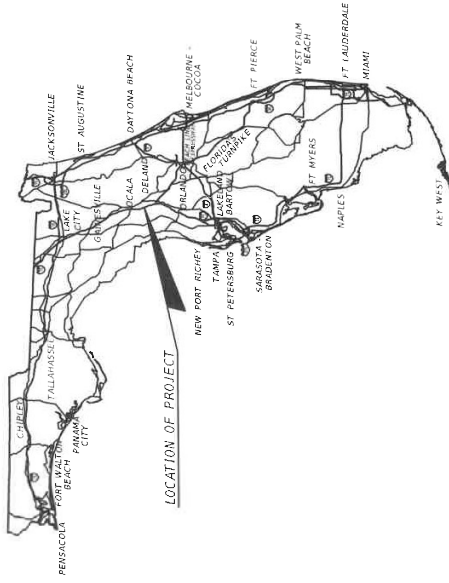 PENSACOLA
FORT WALTON
BEACH
CHIPLEY
PANAMA
CITY
TALLAHASSEE
LOCATION OF PROJECT
LAKE
CITY
JACKSONVILLE
ST AUGUSTINE
GAINESVILLE
OCALA
DELAND
DAYTONA BEACH
ORLANDO
MELBOURNE -
COCOA
NEW PORT RICHEY
TAMPA
LAKELAND
BARTOW
ST PETERSBURG
SARASOTA -
BRADENTON
FLORIDA'S
TURNPIKE
FT PIERCE
WEST PALM
BEACH
FT MYERS
NAPLES
FT LAUDERDALE
MIAMI
KEY WEST